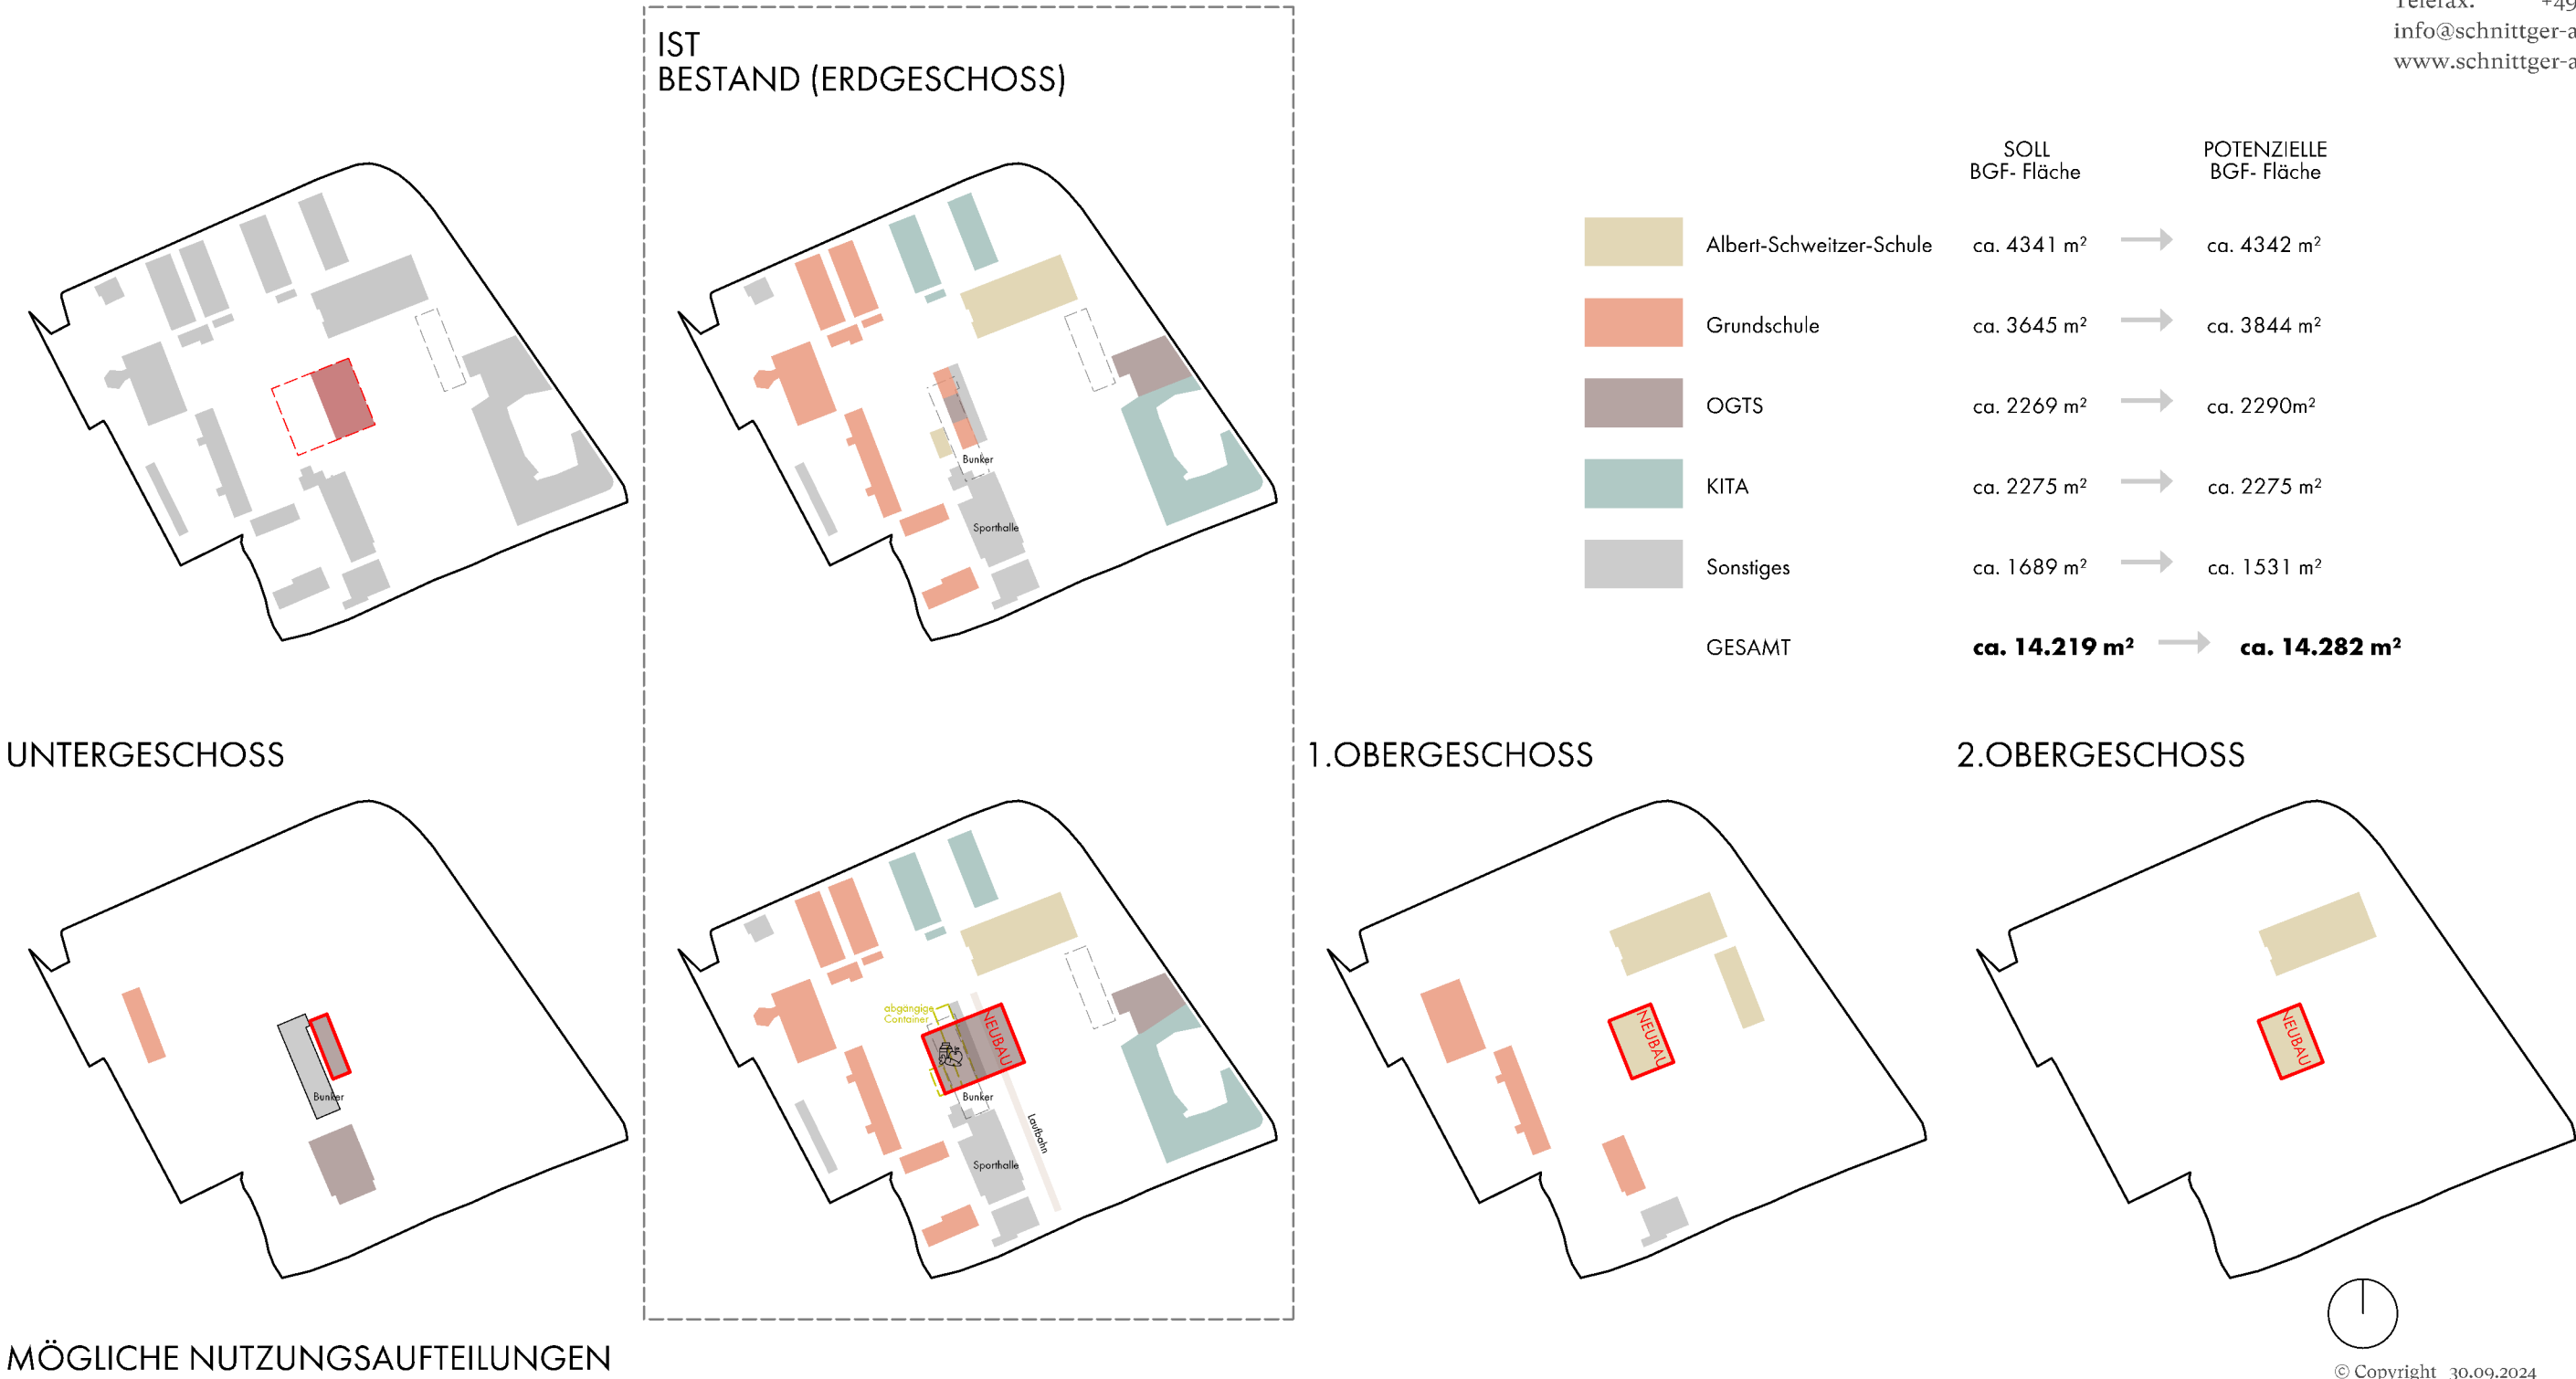 Telefax: +49
info@schnittger-a
www.schnittger-a
IST
BESTAND (ERDGESCHOSS)
SOLL
BGF- Fläche
POTENZIELLE
BGF- Fläche
Albert-Schweitzer-Schule ca. 4341 m² ca. 4342 m²
Grundschule ca. 3645 m² ca. 3844 m²
OGTS ca. 2269 m² ca. 2290m²
KITA ca. 2275 m² ca. 2275 m²
Sonstiges ca. 1689 m² ca. 1531 m²
GESAMT ca. 14.219 m² ca. 14.282 m²
Bunker
Sporthalle
UNTERGESCHOSS
1.OBERGESCHOSS
2.OBERGESCHOSS
Bunker
abgängige
Container
NEUBAU
Bunker
Laufbahn
Sporthalle
NEUBAU
NEUBAU
MÖGLICHE NUTZUNGSAUFTEILUNGEN
© Copyright 30.09.2024